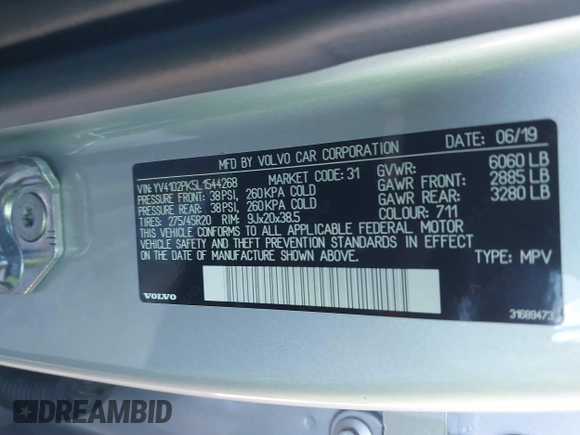 MFD BY VOLVO CAR CORPORATION DATE: 06/19
VIN: YV4102PK5L1544268 MARKET CODE: 31 GVWR: 6060 LB
PRESSURE FRONT: 38 PSI, 260 KPA COLD GAWR FRONT: 2885 LB
PRESSURE REAR: 38 PSI, 260 KPA COLD GAWR REAR: 3280 LB
TIRES: 275/45R20 RIM: 9Jx20x38.5 COLOUR: 711
THIS VEHICLE CONFORMS TO ALL APPLICABLE FEDERAL MOTOR
VEHICLE SAFETY AND THEFT PREVENTION STANDARDS IN EFFECT
ON THE DATE OF MANUFACTURE SHOWN ABOVE. TYPE: MPV
VOLVO
31689473
DREAMBID